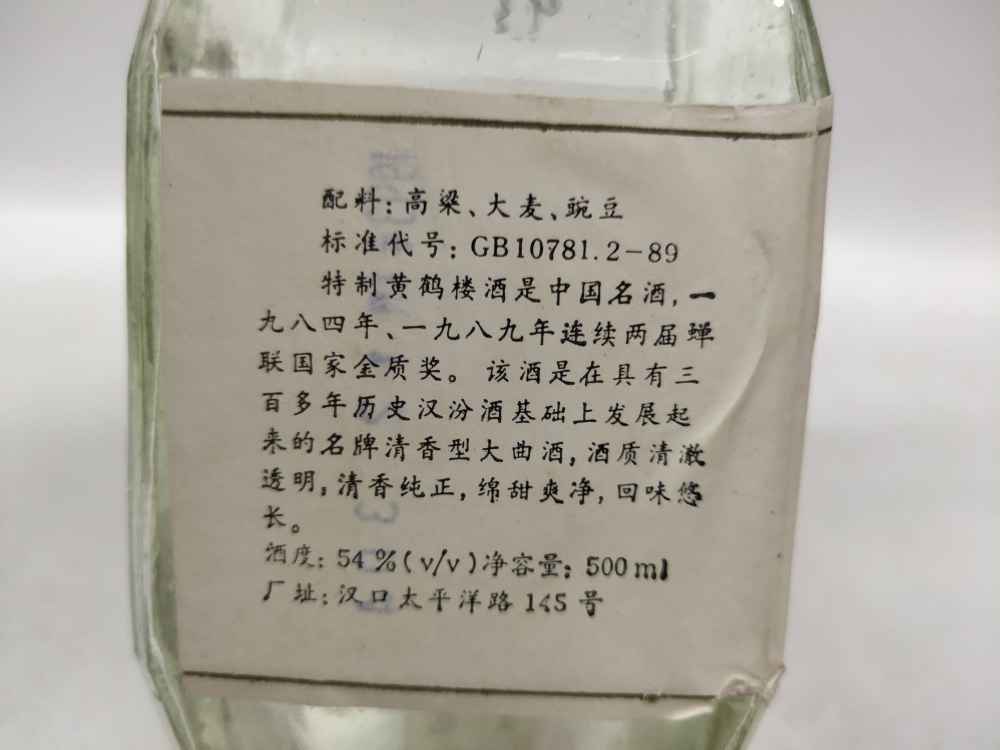 配料：高粱、大麦、豌豆
标准代号：GB10781.2－89
特制黄鹤楼酒是中国名酒，一
九八四年、一九八九年连续两届蝉
联国家金质奖。该酒是在具有三
百多年历史汉汾酒基础上发展起
来的名牌清香型大曲酒，酒质清澈
透明，清香纯正，绵甜爽净，回味悠
长。
酒度：54％(v/v)净容量：500ml
厂址：汉口太平洋路145号